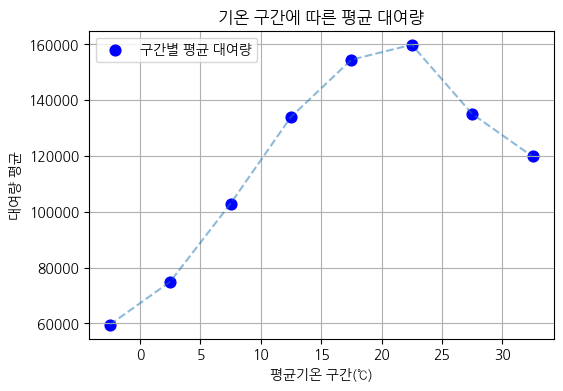 기온 구간에 따른 평균 대여량
구간별 평균 대여량
160000
140000
120000
100000
80000
60000
대여량 평균
0 5 10 15 20 25 30
평균기온 구간(℃)